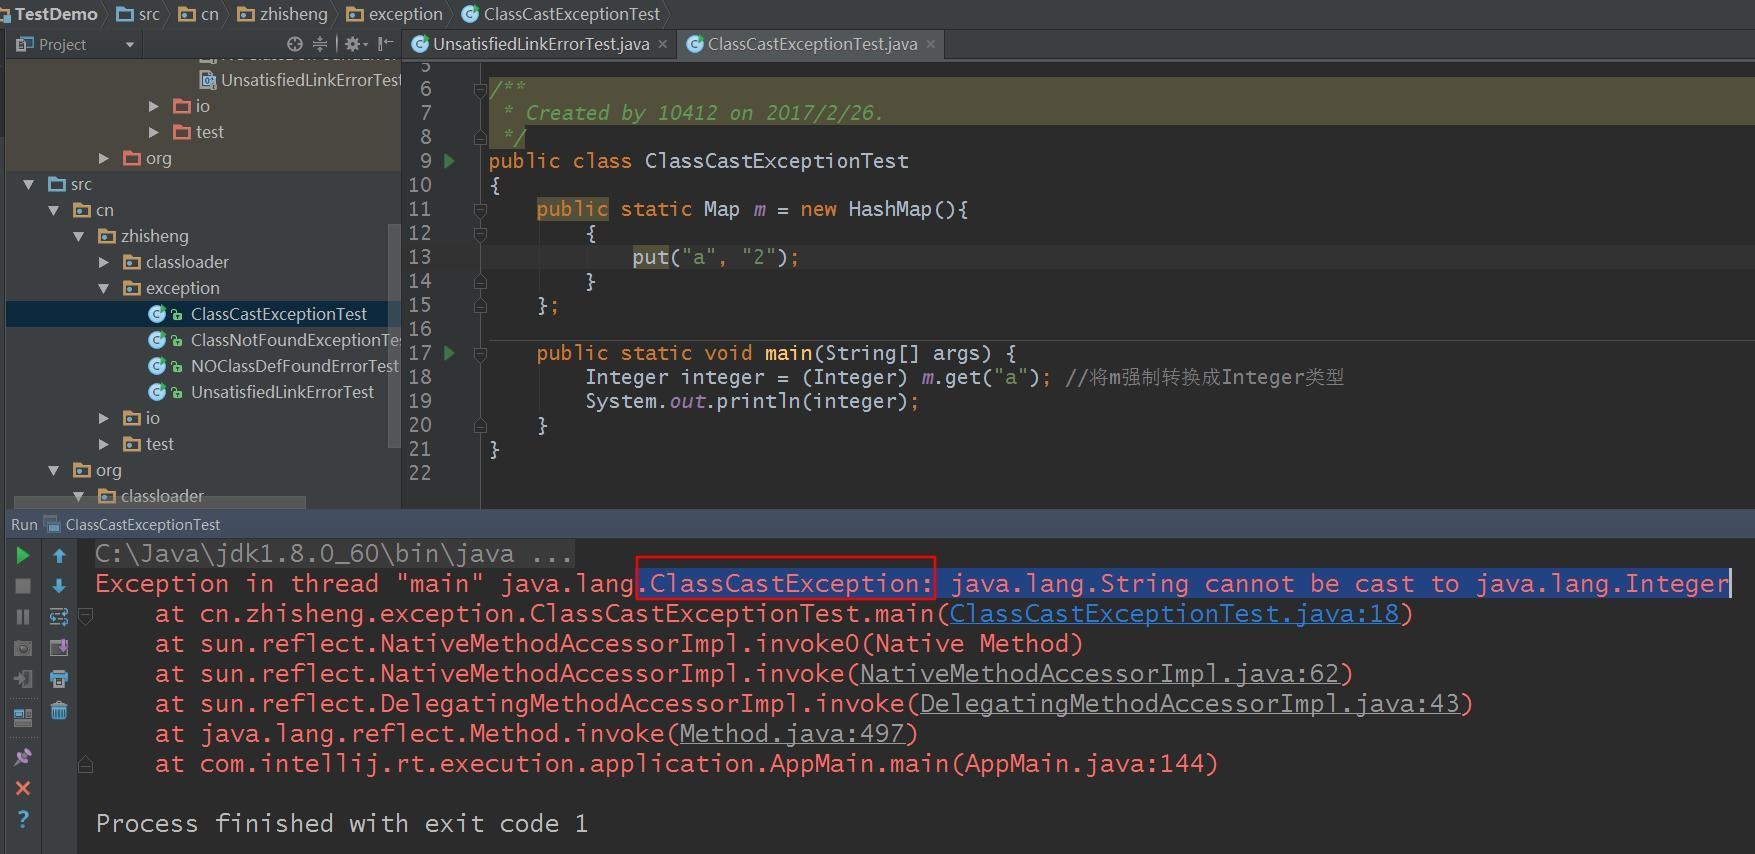 TestDemo src cn zhisheng exception ClassCastExceptionTest
Project
UnsatisfiedLinkErrorTest.java ClassCastExceptionTest.java
UnsatisfiedLinkErrorTest
io
test
org
src
cn
zhisheng
classloader
exception
ClassCastExceptionTest
ClassNotFoundExceptionTe
NOClassDefFoundErrorTest
UnsatisfiedLinkErrorTest
io
test
org
classloader
5
6 /**
7 * Created by 10412 on 2017/2/26.
8 */
9 public class ClassCastExceptionTest
10 {
11 public static Map m = new HashMap(){
12 {
13 put("a", "2");
14 }
15 };
16
17 public static void main(String[] args) {
18 Integer integer = (Integer) m.get("a"); //将m强制转换成Integer类型
19 System.out.println(integer);
20 }
21 }
22
Run ClassCastExceptionTest
C:\Java\jdk1.8.0_60\bin\java ...
Exception in thread "main" java.lang.ClassCastException: java.lang.String cannot be cast to java.lang.Integer
at cn.zhisheng.exception.ClassCastExceptionTest.main(ClassCastExceptionTest.java:18)
at sun.reflect.NativeMethodAccessorImpl.invoke0(Native Method)
at sun.reflect.NativeMethodAccessorImpl.invoke(NativeMethodAccessorImpl.java:62)
at sun.reflect.DelegatingMethodAccessorImpl.invoke(DelegatingMethodAccessorImpl.java:43)
at java.lang.reflect.Method.invoke(Method.java:497)
at com.intellij.rt.execution.application.AppMain.main(AppMain.java:144)
Process finished with exit code 1